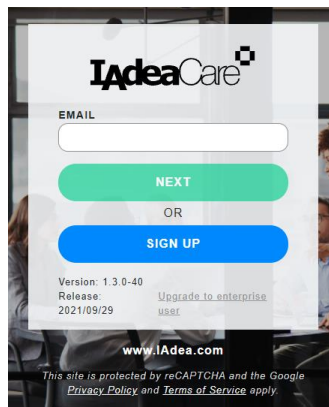 IAdeaCare
EMAIL
NEXT
OR
SIGN UP
Version: 1.3.0-40
Release:
2021/09/29
Upgrade to enterprise
user
www.IAdea.com
This site is protected by reCAPTCHA and the Google
Privacy Policy and Terms of Service apply.